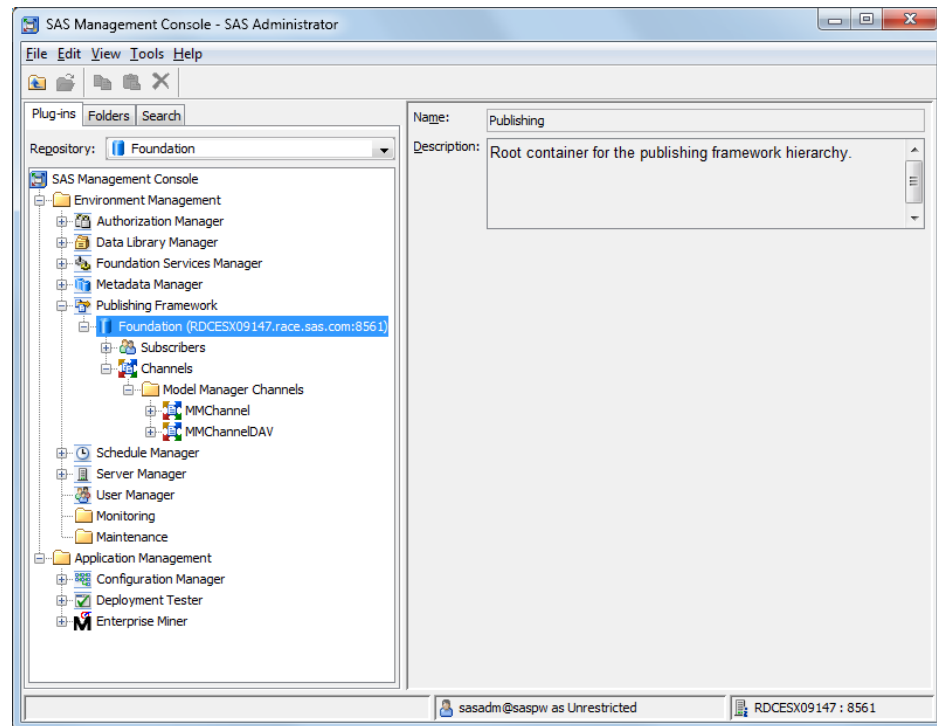 SAS Management Console - SAS Administrator
File Edit View Tools Help
Plug-ins Folders Search
Repository: Foundation
SAS Management Console
Environment Management
Authorization Manager
Data Library Manager
Foundation Services Manager
Metadata Manager
Publishing Framework
Foundation (RDCESX09147.race.sas.com:8561)
Subscribers
Channels
Model Manager Channels
MMChannel
MMChannelDAV
Schedule Manager
Server Manager
User Manager
Monitoring
Maintenance
Application Management
Configuration Manager
Deployment Tester
Enterprise Miner
Name: Publishing
Description: Root container for the publishing framework hierarchy.
sasadm@saspw as Unrestricted
RDCESX09147 : 8561